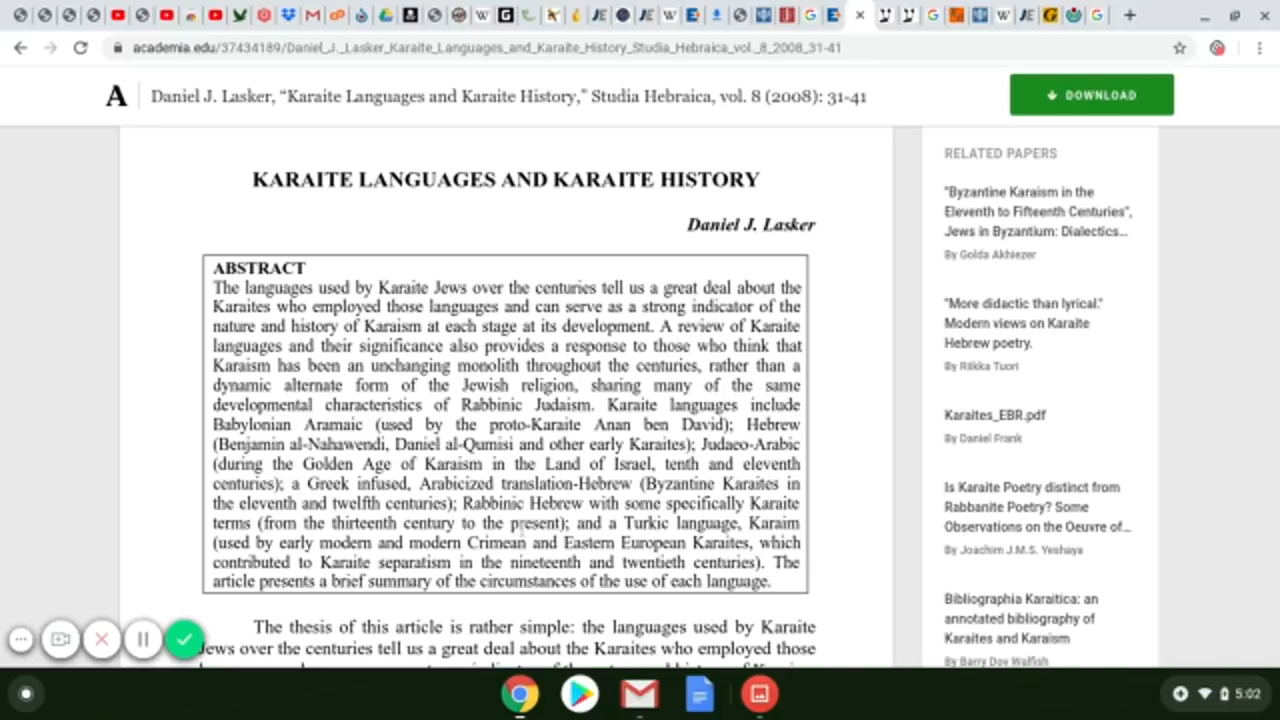 academia.edu/37434189/Daniel_J._Lasker_Karaite_Languages_and_Karaite_History_Studia_Hebraica_vol._8_2008_31-41
A
Daniel J. Lasker, “Karaite Languages and Karaite History,” Studia Hebraica, vol. 8 (2008): 31-41
DOWNLOAD
KARAITE LANGUAGES AND KARAITE HISTORY
Daniel J. Lasker
ABSTRACT
The languages used by Karaite Jews over the centuries tell us a great deal about the
Karaites who employed those languages and can serve as a strong indicator of the
nature and history of Karaism at each stage at its development. A review of Karaite
languages and their significance also provides a response to those who think that
Karaism has been an unchanging monolith throughout the centuries, rather than a
dynamic alternate form of the Jewish religion, sharing many of the same
developmental characteristics of Rabbinic Judaism. Karaite languages include
Babylonian Aramaic (used by the proto-Karaite Anan ben David); Hebrew
(Benjamin al-Nahawendi, Daniel al-Qumisi and other early Karaites); Judaeo-Arabic
(during the Golden Age of Karaism in the Land of Israel, tenth and eleventh
centuries); a Greek infused, Arabicized translation-Hebrew (Byzantine Karaites in
the eleventh and twelfth centuries); Rabbinic Hebrew with some specifically Karaite
terms (from the thirteenth century to the present); and a Turkic language, Karaim
(used by early modern and modern Crimean and Eastern European Karaites, which
contributed to Karaite separatism in the nineteenth and twentieth centuries). The
article presents a brief summary of the circumstances of the use of each language.
The thesis of this article is rather simple: the languages used by Karaite
Jews over the centuries tell us a great deal about the Karaites who employed those
RELATED PAPERS
"Byzantine Karaism in the
Eleventh to Fifteenth Centuries",
Jews in Byzantium: Dialectics...
By Golda Akhiezer
"More didactic than lyrical."
Modern views on Karaite
Hebrew poetry.
By Riikka Tuori
Karaites_EBR.pdf
By Daniel Frank
Is Karaite Poetry distinct from
Rabbanite Poetry? Some
Observations on the Oeuvre of...
By Joachim J.M.S. Yeshaya
Bibliographia Karaitica: an
annotated bibliography of
Karaites and Karaism
By Barry Dov Walfish
5:02